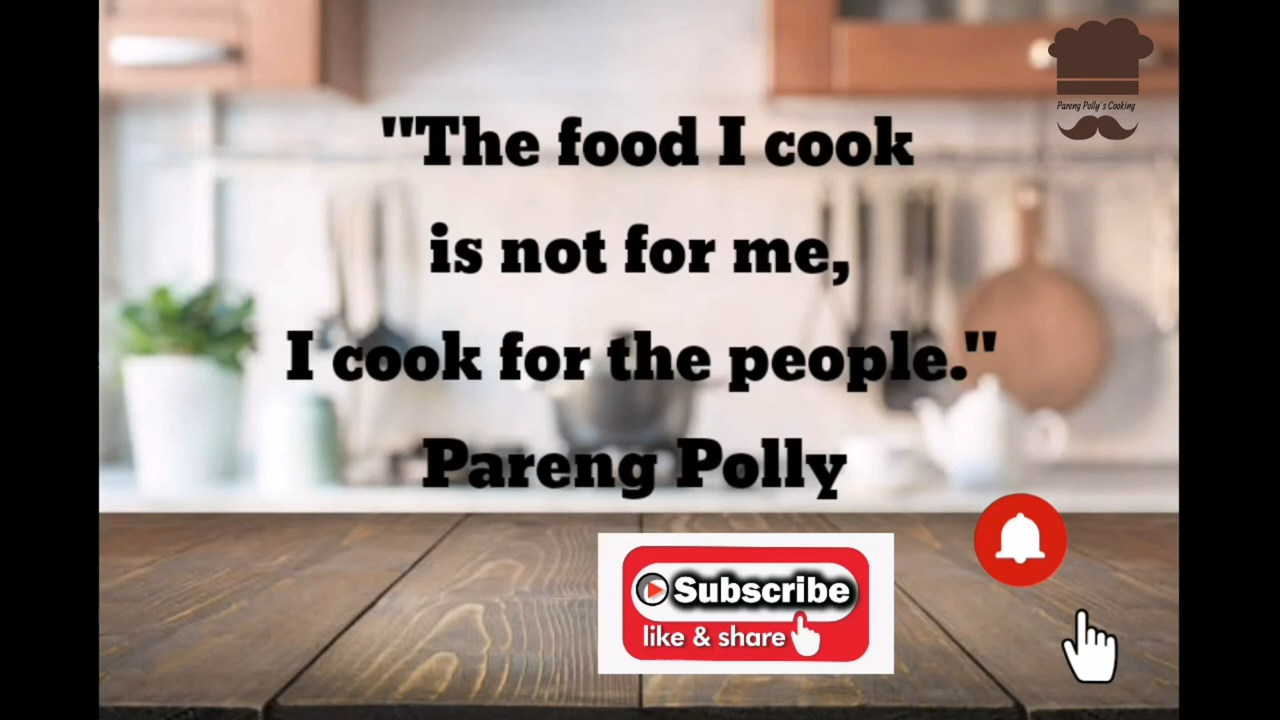 Pareng Polly's Cooking
"The food I cook
is not for me,
I cook for the people."
Pareng Polly
Subscribe
like & share